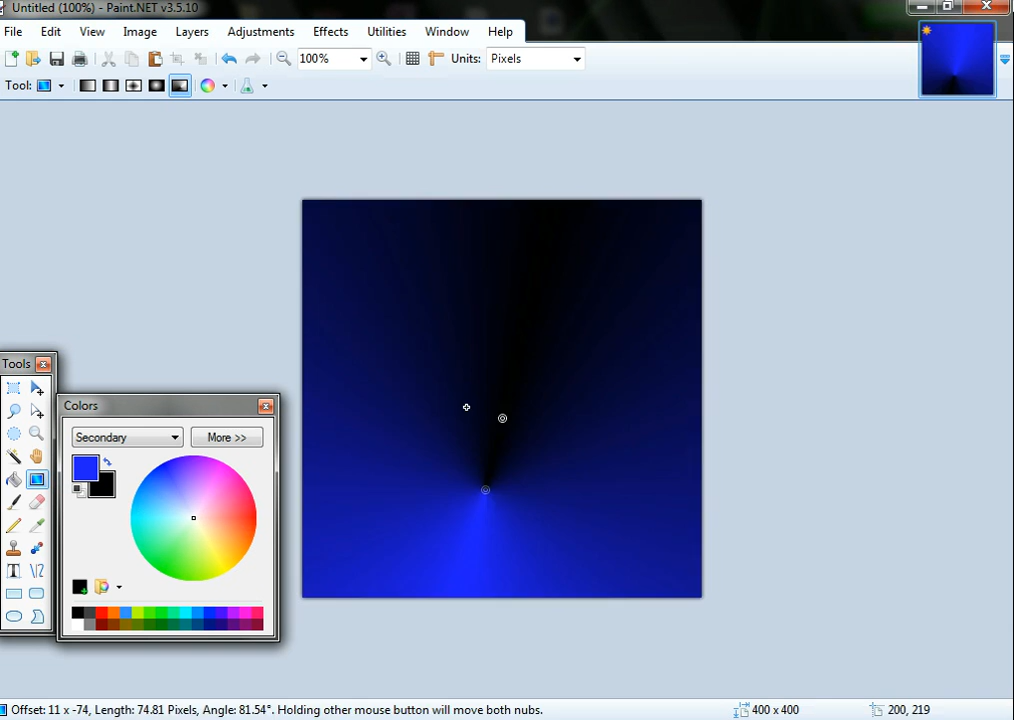 Untitled (100%) - Paint.NET v3.5.10
File Edit View Image Layers Adjustments Effects Utilities Window Help
100% Units: Pixels
Tool:
Tools
Colors
Secondary More >>
Offset: 11 x -74, Length: 74.81 Pixels, Angle: 81.54°. Holding other mouse button will move both nubs. 400 x 400 200, 219